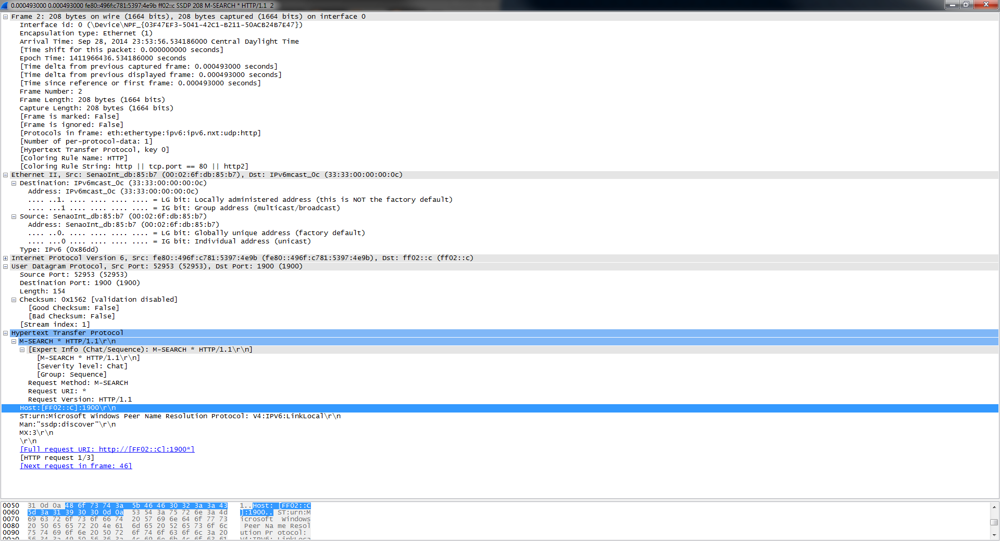 0.000493000 0.000493000 fe80::496f:c781:5397:4e9b ff02::c SSDP 208 M-SEARCH * HTTP/1.1  2
Frame 2: 208 bytes on wire (1664 bits), 208 bytes captured (1664 bits) on interface 0
Interface id: 0 (\Device\NPF_{03F47EF3-5041-42C1-B211-50ACB24B7E47})
Encapsulation type: Ethernet (1)
Arrival Time: Sep 28, 2014 23:53:56.534186000 Central Daylight Time
[Time shift for this packet: 0.000000000 seconds]
Epoch Time: 1411966436.534186000 seconds
[Time delta from previous captured frame: 0.000493000 seconds]
[Time delta from previous displayed frame: 0.000493000 seconds]
[Time since reference or first frame: 0.000493000 seconds]
Frame Number: 2
Frame Length: 208 bytes (1664 bits)
Capture Length: 208 bytes (1664 bits)
[Frame is marked: False]
[Frame is ignored: False]
[Protocols in frame: eth:ethertype:ipv6:ipv6.nxt:udp:http]
[Number of per-protocol-data: 1]
[Hypertext Transfer Protocol, key 0]
[Coloring Rule Name: HTTP]
[Coloring Rule String: http || tcp.port == 80 || http2]
Ethernet II, Src: SenaoInt_db:85:b7 (00:02:6f:db:85:b7), Dst: IPv6mcast_0c (33:33:00:00:00:0c)
Destination: IPv6mcast_0c (33:33:00:00:00:0c)
Address: IPv6mcast_0c (33:33:00:00:00:0c)
.... ..1. .... .... .... .... = LG bit: Locally administered address (this is NOT the factory default)
.... ...1 .... .... .... .... = IG bit: Group address (multicast/broadcast)
Source: SenaoInt_db:85:b7 (00:02:6f:db:85:b7)
Address: SenaoInt_db:85:b7 (00:02:6f:db:85:b7)
.... ..0. .... .... .... .... = LG bit: Globally unique address (factory default)
.... ...0 .... .... .... .... = IG bit: Individual address (unicast)
Type: IPv6 (0x86dd)
Internet Protocol Version 6, Src: fe80::496f:c781:5397:4e9b (fe80::496f:c781:5397:4e9b), Dst: ff02::c (ff02::c)
User Datagram Protocol, Src Port: 52953 (52953), Dst Port: 1900 (1900)
Source Port: 52953 (52953)
Destination Port: 1900 (1900)
Length: 154
Checksum: 0x1562 [validation disabled]
[Good Checksum: False]
[Bad Checksum: False]
[Stream index: 1]
Hypertext Transfer Protocol
M-SEARCH * HTTP/1.1\r\n
[Expert Info (Chat/Sequence): M-SEARCH * HTTP/1.1\r\n]
[M-SEARCH * HTTP/1.1\r\n]
[Severity level: Chat]
[Group: Sequence]
Request Method: M-SEARCH
Request URI: *
Request Version: HTTP/1.1
Host:[FF02::C]:1900\r\n
ST:urn:Microsoft Windows Peer Name Resolution Protocol: V4:IPV6:LinkLocal\r\n
Man:"ssdp:discover"\r\n
MX:3\r\n
\r\n
[Full request URI: http://[FF02::C]:1900*]
[HTTP request 1/3]
[Next request in frame: 46]
0050  31 0d 0a 48 6f 73 74 3a  5b 46 46 30 32 3a 3a 43   1..Host: [FF02::C
0060  5d 3a 31 39 30 30 0d 0a  53 54 3a 75 72 6e 3a 4d   ]:1900.. ST:urn:M
0070  69 63 72 6f 73 6f 66 74  20 57 69 6e 64 6f 77 73   icrosoft  Windows
0080  20 50 65 65 72 20 4e 61  6d 65 20 52 65 73 6f 6c    Peer Na me Resol
0090  75 74 69 6f 6e 20 50 72  6f 74 6f 63 6f 6c 3a 20   ution Pr otocol:
00a0  56 34 3a 49 50 56 36 3a  4c 69 6e 6b 4c 6f 63 61   V4:IPV6: LinkLoca